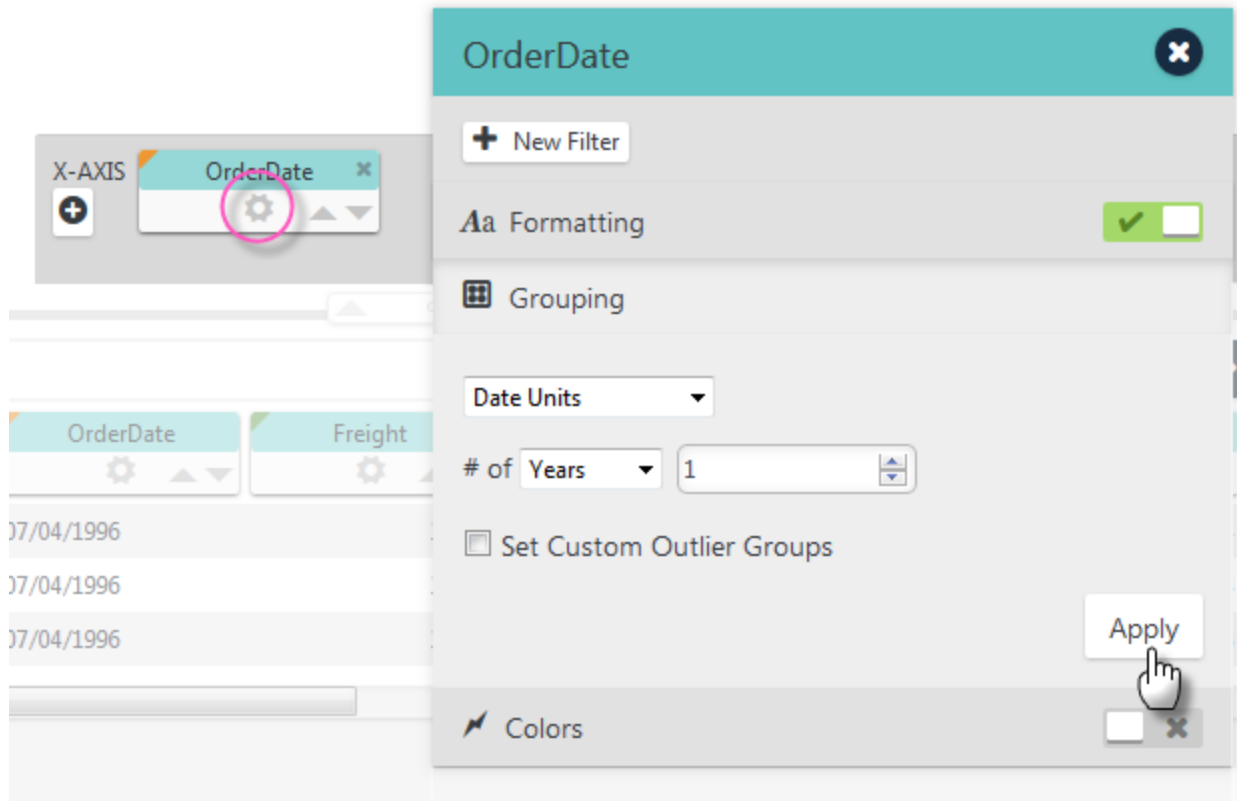 OrderDate
New Filter
X-AXIS
OrderDate
Aa Formatting
Grouping
Date Units
OrderDate
Freight
# of Years 1
07/04/1996
Set Custom Outlier Groups
07/04/1996
07/04/1996
Apply
Colors